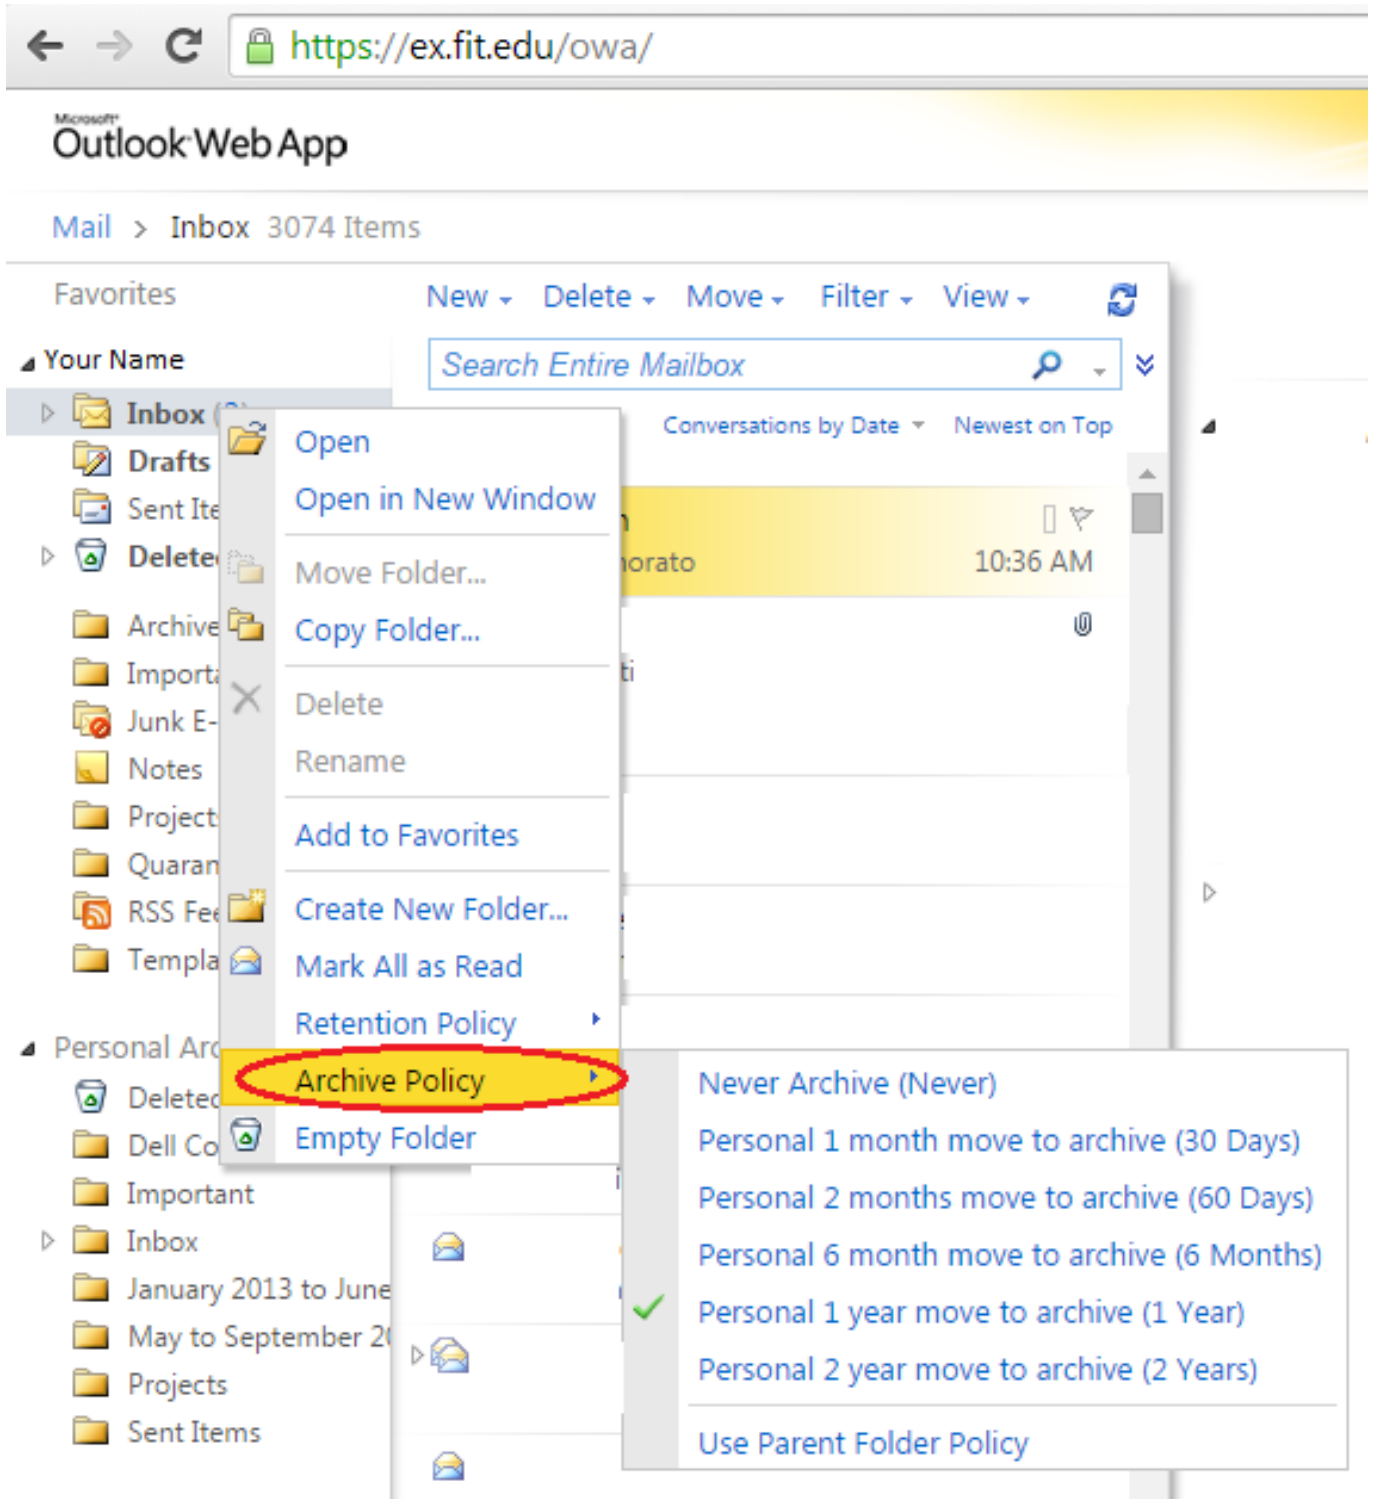 https://ex.fit.edu/owa/
Microsoft®
Outlook Web App
Mail > Inbox 3074 Items
Favorites
New Delete Move Filter View
Your Name
Search Entire Mailbox
Inbox
Conversations by Date Newest on Top
Drafts
Sent Ite
Delete
10:36 AM
norato
Archive
Importa
ti
Junk E-
Notes
Project
Quaran
RSS Fee
Templa
Personal Arc
Deleted
Dell Co
Important
Inbox
January 2013 to June
May to September 20
Projects
Sent Items
Open
Open in New Window
Move Folder...
Copy Folder...
Delete
Rename
Add to Favorites
Create New Folder...
Mark All as Read
Retention Policy
Archive Policy
Empty Folder
Never Archive (Never)
Personal 1 month move to archive (30 Days)
Personal 2 months move to archive (60 Days)
Personal 6 month move to archive (6 Months)
Personal 1 year move to archive (1 Year)
Personal 2 year move to archive (2 Years)
Use Parent Folder Policy